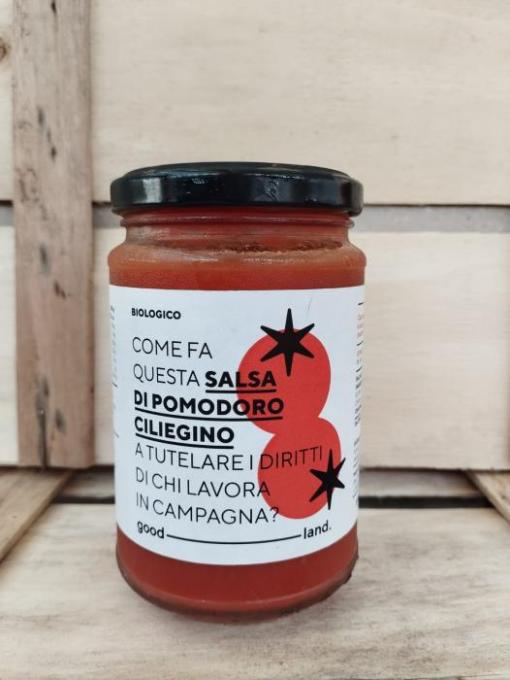 BIOLOGICO
COME FA
QUESTA SALSA
DI POMODORO
CILIEGINO
A TUTELARE I DIRITTI
DI CHI LAVORA
IN CAMPAGNA?
good land.